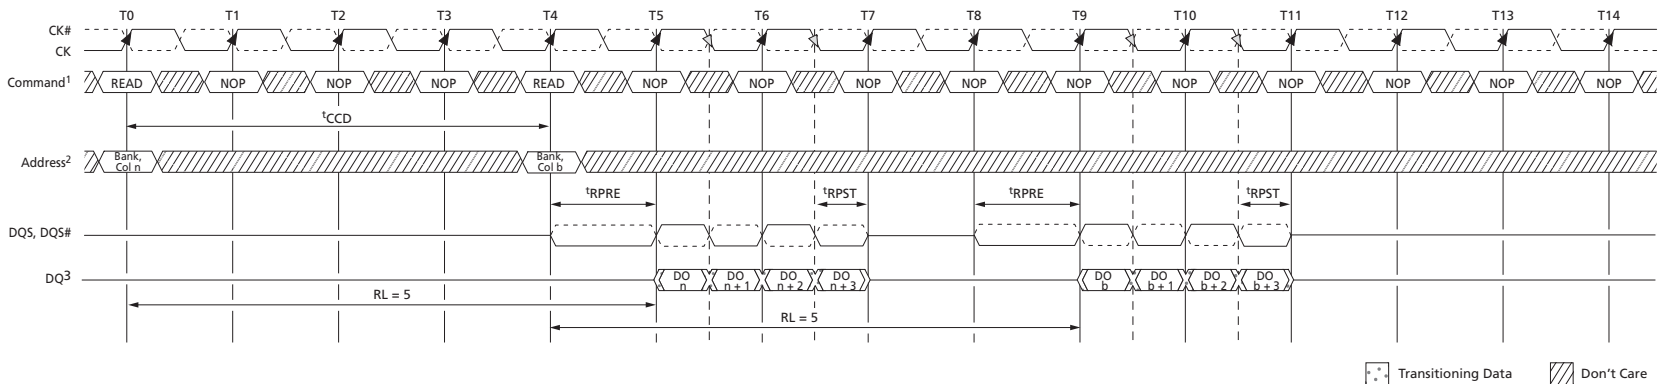 T0 T1 T2 T3 T4 T5 T6 T7 T8 T9 T10 T11 T12 T13 T14
CK#
CK
Command1 READ NOP NOP NOP READ NOP NOP NOP NOP NOP NOP NOP NOP NOP NOP
tCCD
Address2 Bank, Col n Bank, Col b
tRPRE tRPST tRPRE tRPST
DQS, DQS#
DQ3 DO n DO n + 1 DO n + 2 DO n + 3 DO b DO b + 1 DO b + 2 DO b + 3
RL = 5
RL = 5
Transitioning Data Don't Care